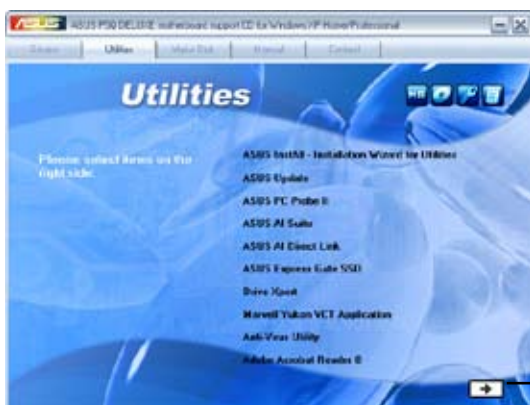 ASUS
ASUS P5Q DELUXE motherboard support CD for Windows XP Home/Professional
Drivers Utilities Make Disk Manual Contact
Utilities
Please select items on the
right side.
ASUS InstAll - Installation Wizard for Utilities
ASUS Update
ASUS PC Probe II
ASUS AI Suite
ASUS AI Direct Link
ASUS Express Gate SSD
Drive Xpert
Marvell Yukon VCT Application
Anti-Virus Utility
Adobe Acrobat Reader 8